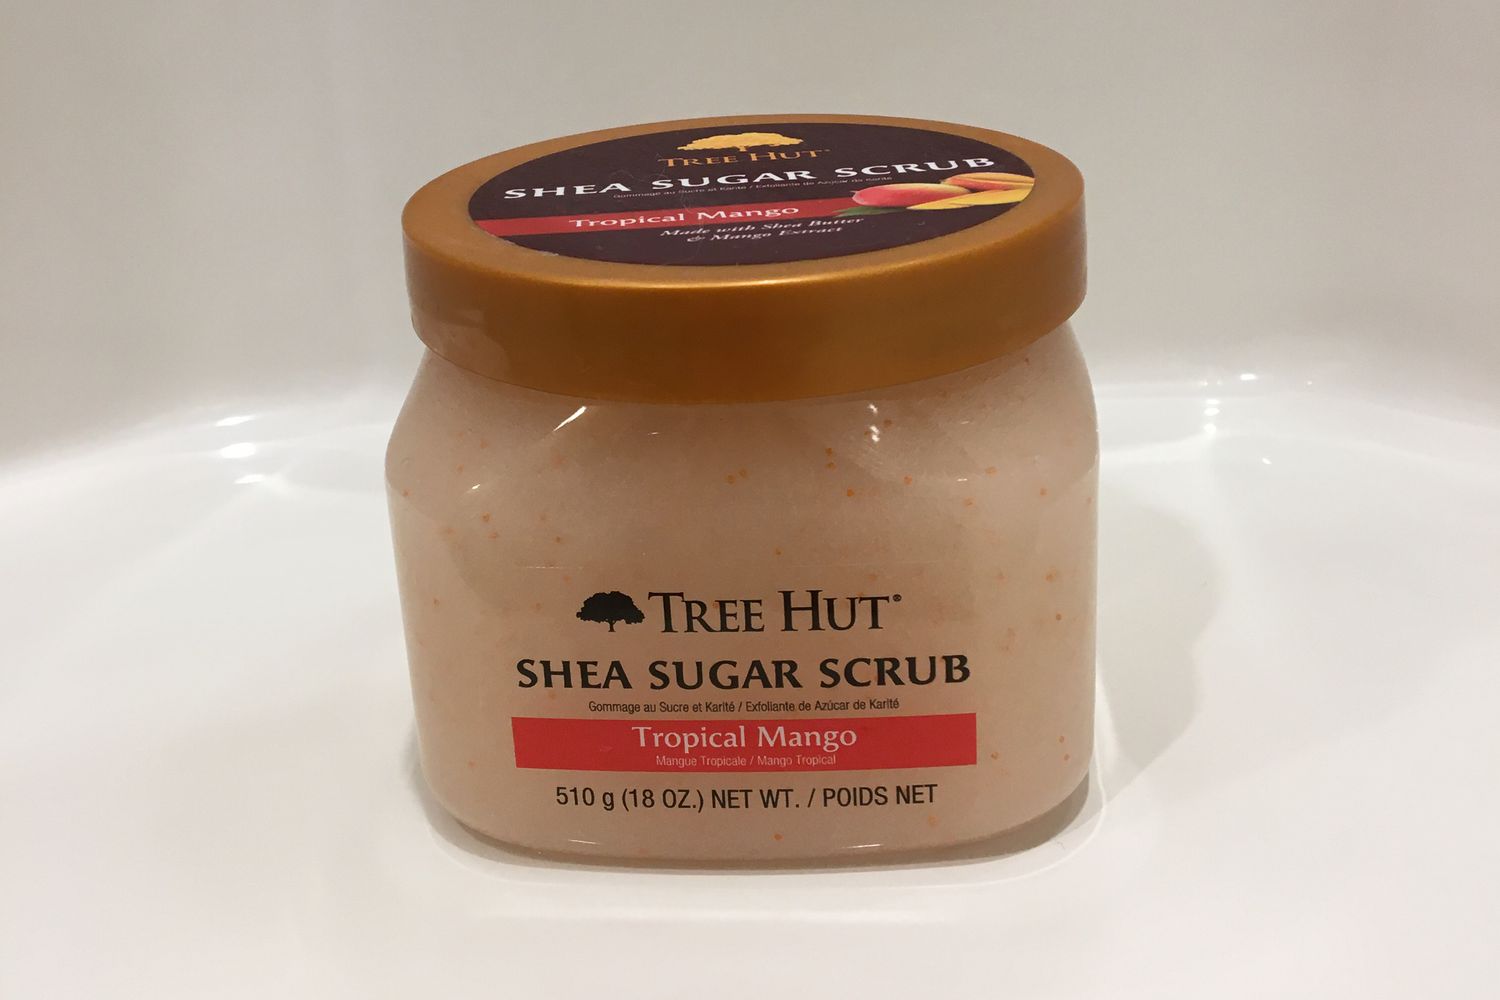 TREE HUT
SHEA SUGAR SCRUB
Gommage au Sucre et Karité / Exfoliante de Azúcar de Karité
Tropical Mango
Made with Shea Butter
& Mango Extract
TREE HUT®
SHEA SUGAR SCRUB
Gommage au Sucre et Karité / Exfoliante de Azúcar de Karité
Tropical Mango
Mangue Tropicale / Mango Tropical
510 g (18 OZ.) NET WT. / POIDS NET